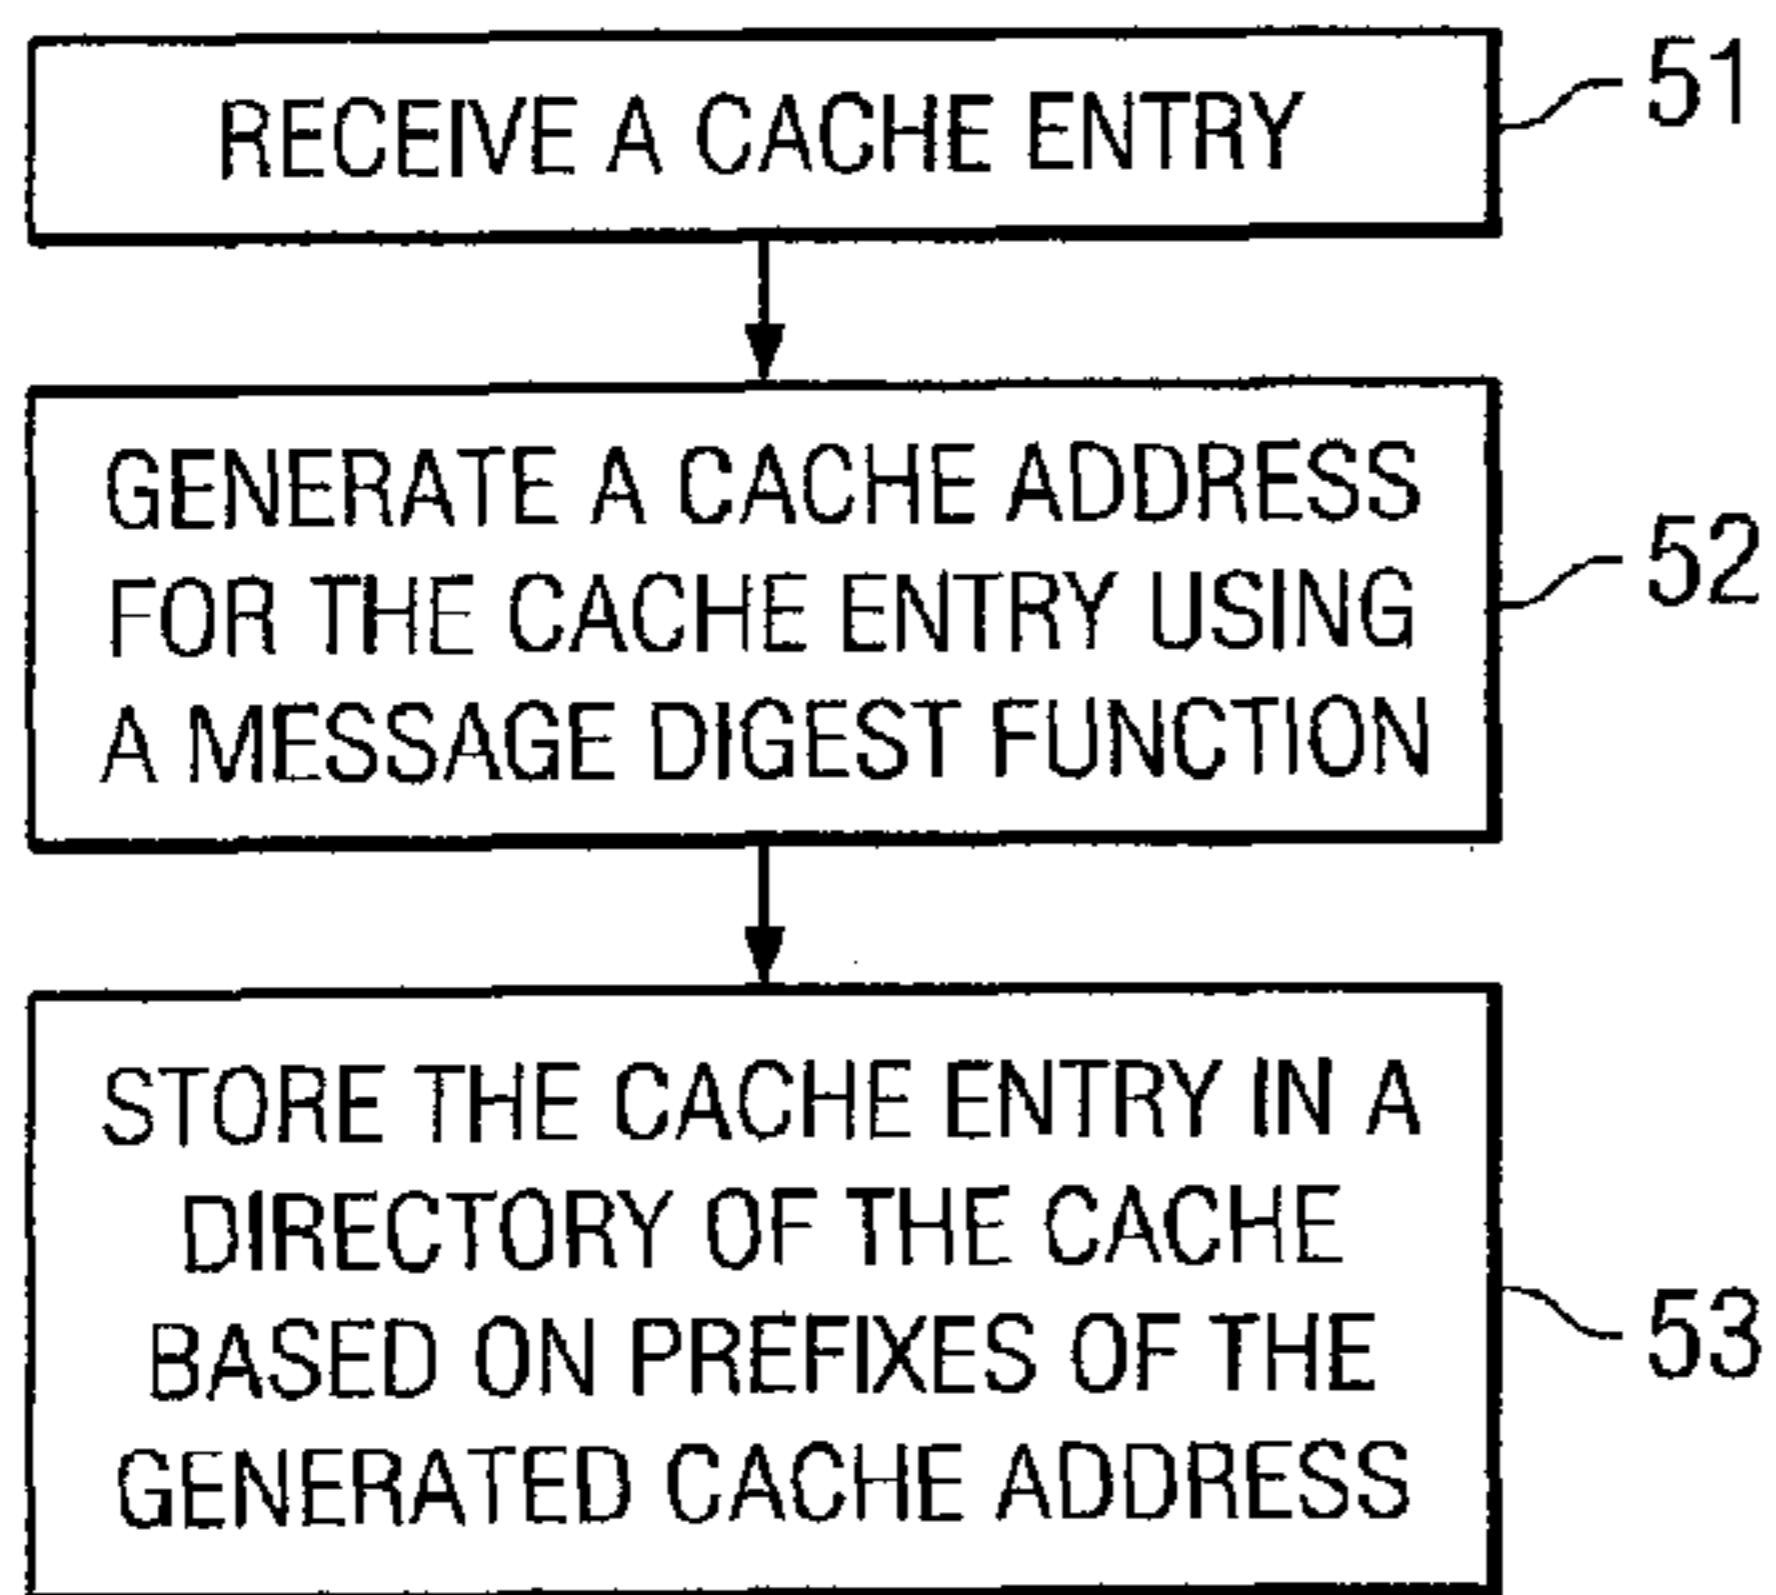 RECEIVE A CACHE ENTRY
51
GENERATE A CACHE ADDRESS
FOR THE CACHE ENTRY USING
A MESSAGE DIGEST FUNCTION
52
STORE THE CACHE ENTRY IN A
DIRECTORY OF THE CACHE
BASED ON PREFIXES OF THE
GENERATED CACHE ADDRESS
53